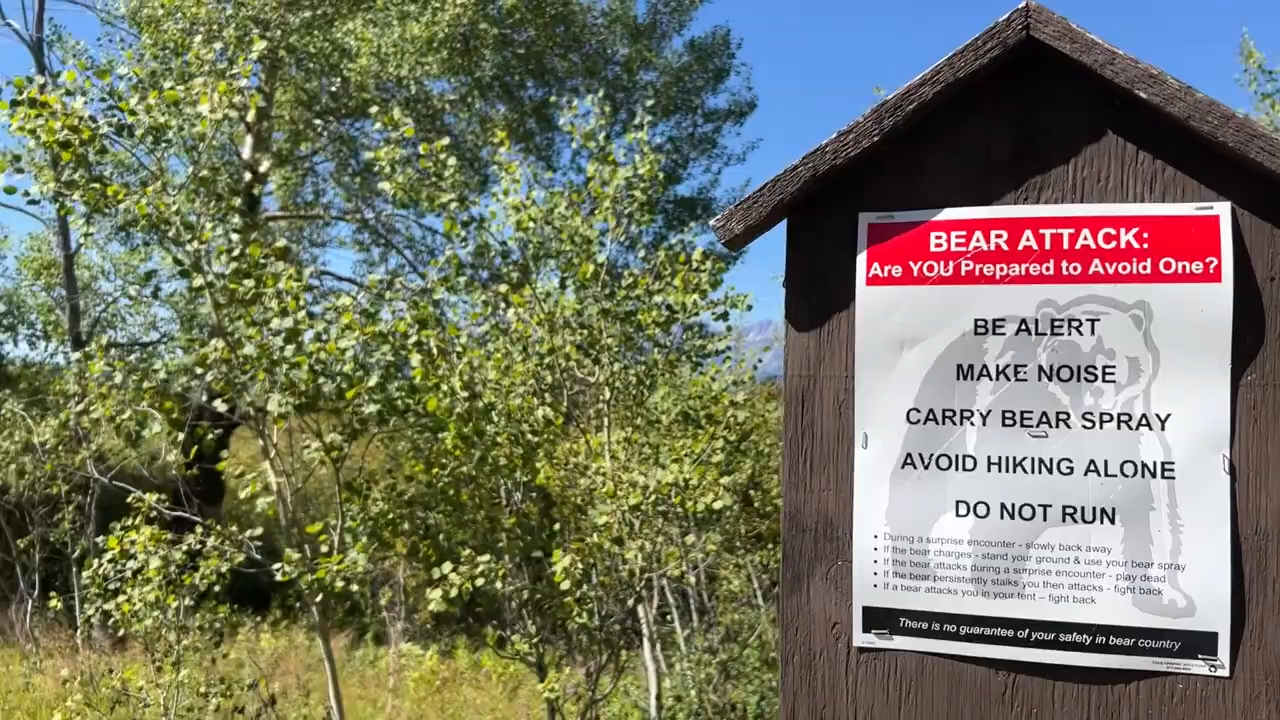 BEAR ATTACK:
Are YOU Prepared to Avoid One?
BE ALERT
MAKE NOISE
CARRY BEAR SPRAY
AVOID HIKING ALONE
DO NOT RUN
• During a surprise encounter - slowly back away
• If the bear charges - stand your ground & use your bear spray
• If the bear attacks during a surprise encounter - play dead
• If the bear persistently stalks you then attacks - fight back
• If a bear attacks you in your tent – fight back
There is no guarantee of your safety in bear country